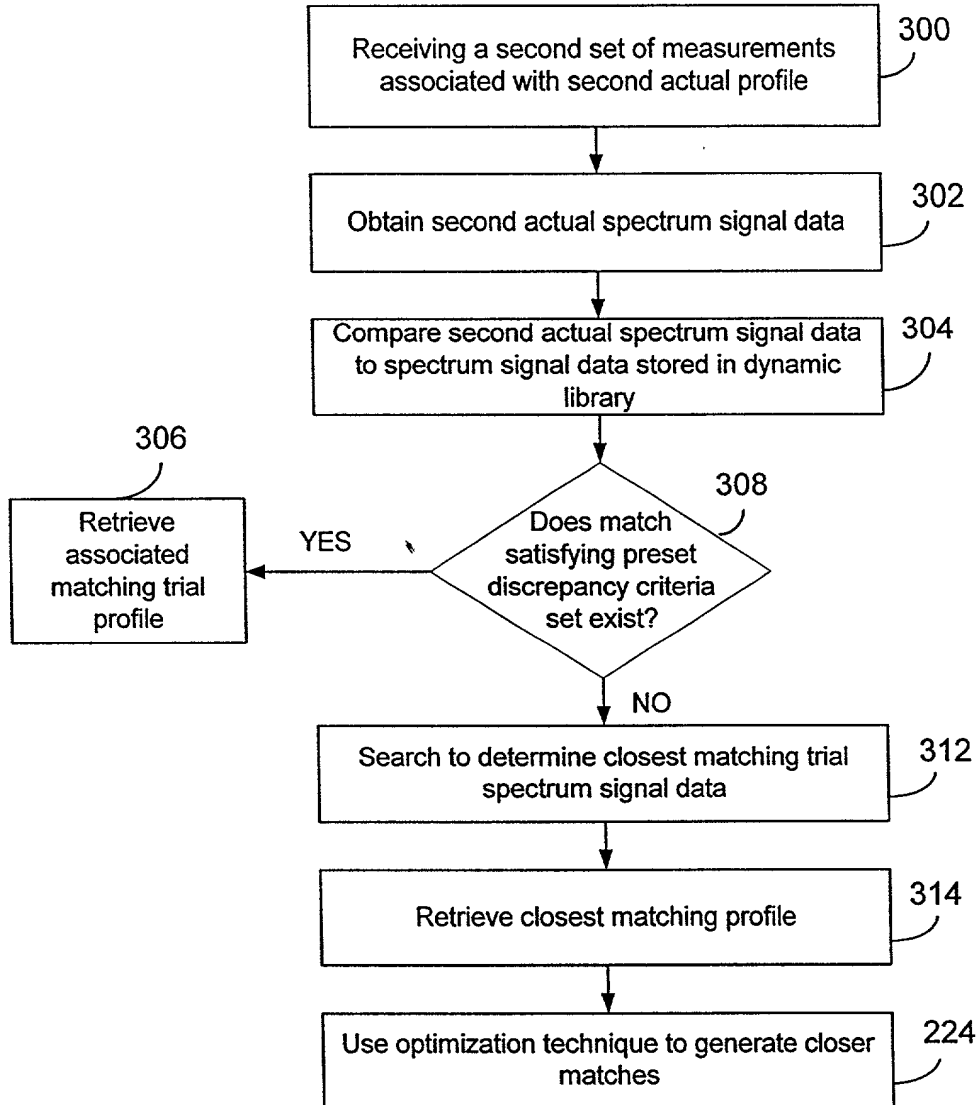 Receiving a second set of measurements
associated with second actual profile
300
Obtain second actual spectrum signal data
302
Compare second actual spectrum signal data
to spectrum signal data stored in dynamic
library
304
306
Retrieve
associated
matching trial
profile
YES
308
Does match
satisfying preset
discrepancy criteria
set exist?
NO
Search to determine closest matching trial
spectrum signal data
312
Retrieve closest matching profile
314
Use optimization technique to generate closer
matches
224